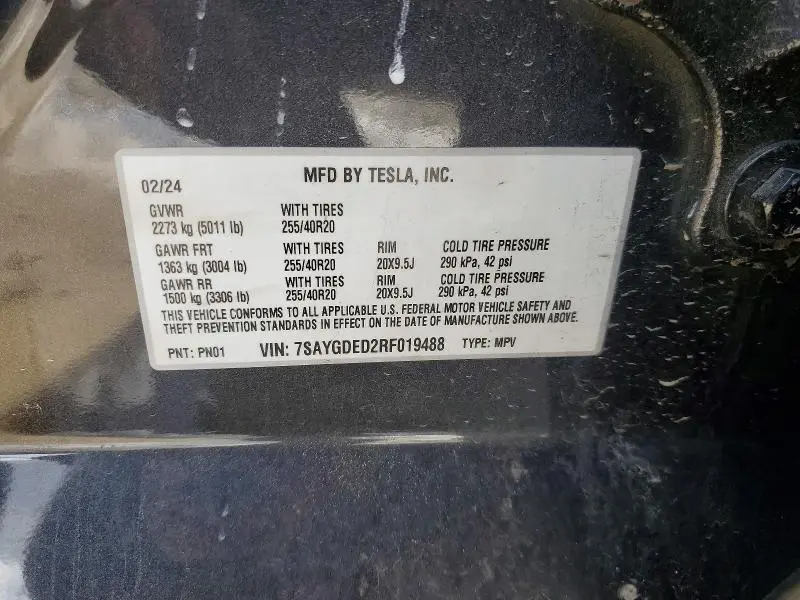 MFD BY TESLA, INC.
02/24
GVWR WITH TIRES
2273 kg (5011 lb) 255/40R20
GAWR FRT WITH TIRES RIM COLD TIRE PRESSURE
1363 kg (3004 lb) 255/40R20 20X9.5J 290 kPa, 42 psi
GAWR RR WITH TIRES RIM COLD TIRE PRESSURE
1500 kg (3306 lb) 255/40R20 20X9.5J 290 kPa, 42 psi
THIS VEHICLE CONFORMS TO ALL APPLICABLE U.S. FEDERAL MOTOR VEHICLE SAFETY AND
THEFT PREVENTION STANDARDS IN EFFECT ON THE DATE OF MANUFACTURE SHOWN ABOVE.
PNT: PN01 VIN: 7SAYGDED2RF019488 TYPE: MPV